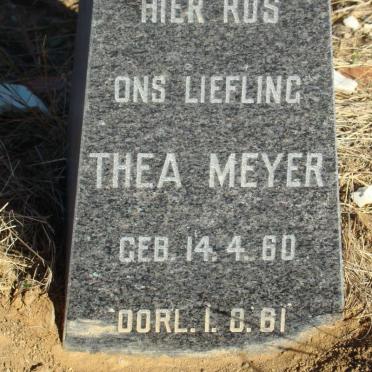 HIER RUS
ONS LIEFLING
THEA MEYER
GEB. 14.4.60
OORL. 1.8.61